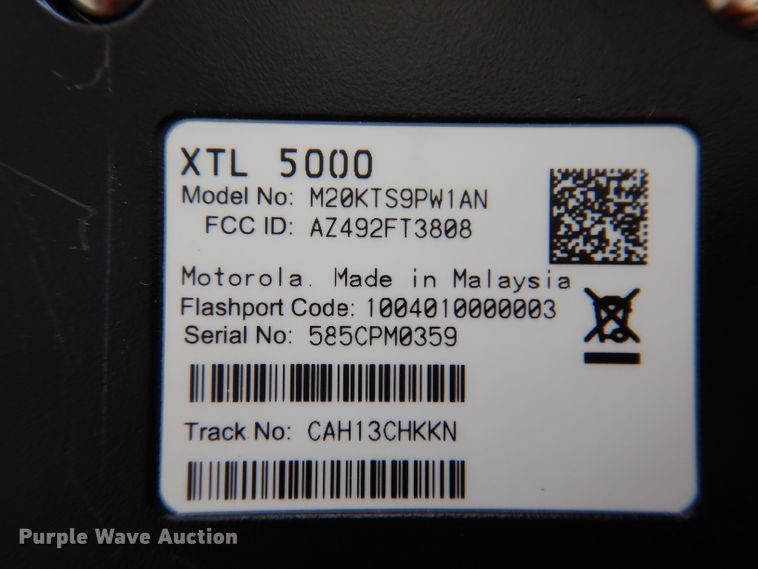 XTL 5000
Model No: M20KTS9PW1AN
FCC ID: AZ492FT3808
Motorola. Made in Malaysia
Flashport Code: 1004010000003
Serial No: 585CPM0359
Track No: CAH13CHKKN
Purple Wave Auction